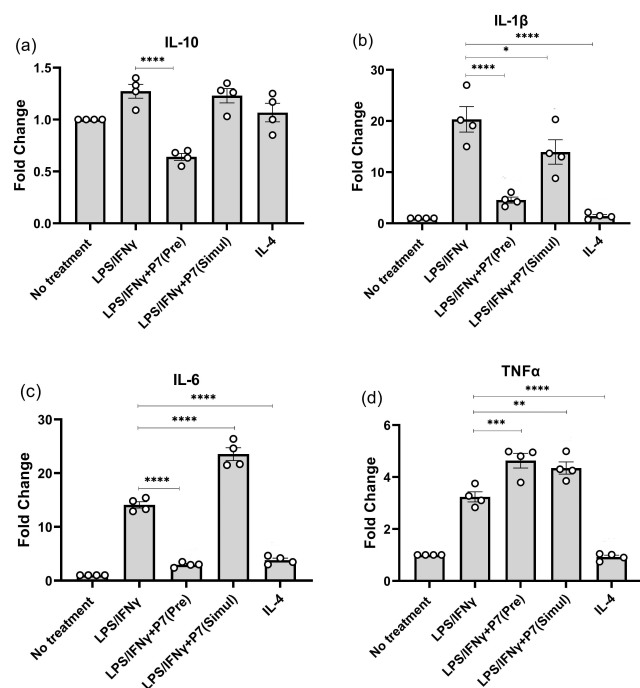 (a)
IL-10
****
Fold Change
1.5
1.0
0.5
0.0
No treatment
LPS/IFNγ
LPS/IFNγ+P7(Pre)
LPS/IFNγ+P7(Simul)
IL-4
(b)
IL-1β
****
*
****
Fold Change
30
20
10
0
No treatment
LPS/IFNγ
LPS/IFNγ+P7(Pre)
LPS/IFNγ+P7(Simul)
IL-4
(c)
IL-6
****
****
****
Fold Change
30
20
10
0
No treatment
LPS/IFNγ
LPS/IFNγ+P7(Pre)
LPS/IFNγ+P7(Simul)
IL-4
(d)
TNFα
****
**
***
Fold Change
6
4
2
0
No treatment
LPS/IFNγ
LPS/IFNγ+P7(Pre)
LPS/IFNγ+P7(Simul)
IL-4